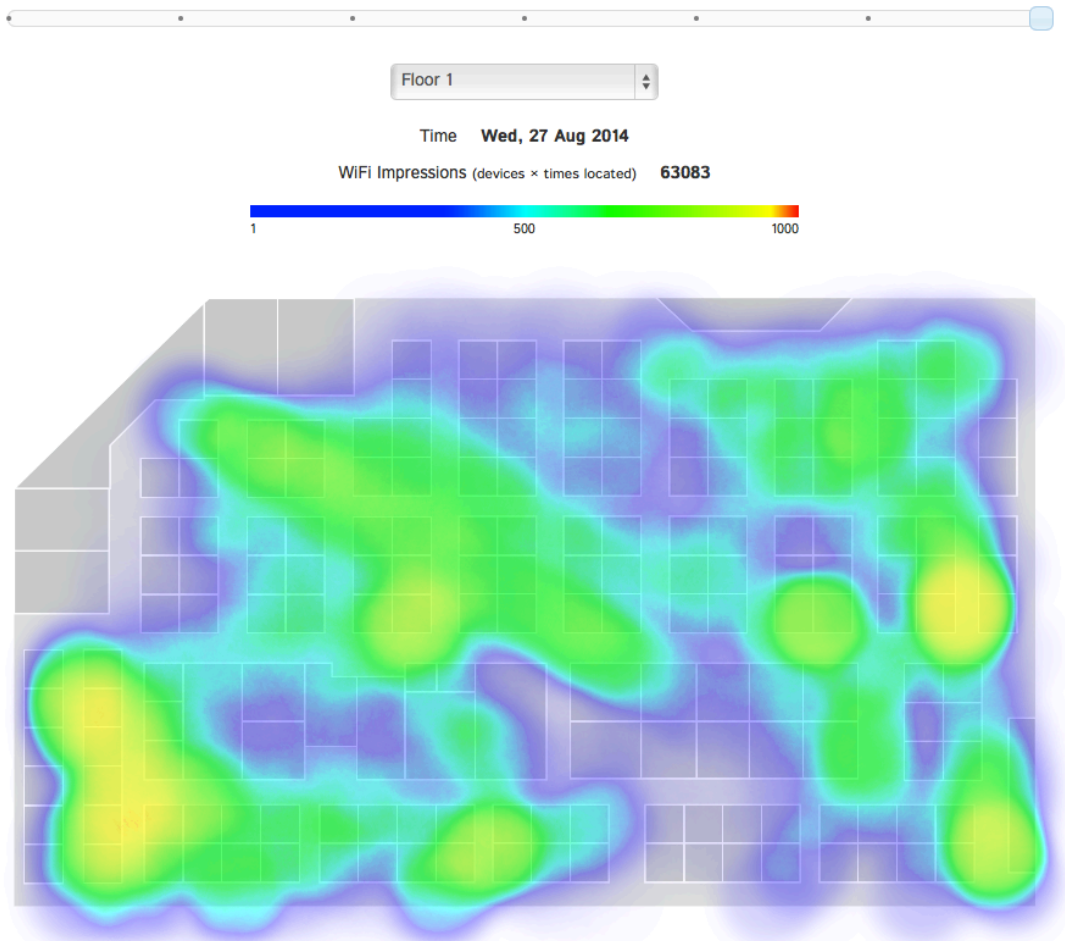 Floor 1
Time Wed, 27 Aug 2014
WiFi Impressions (devices × times located) 63083
1 500 1000